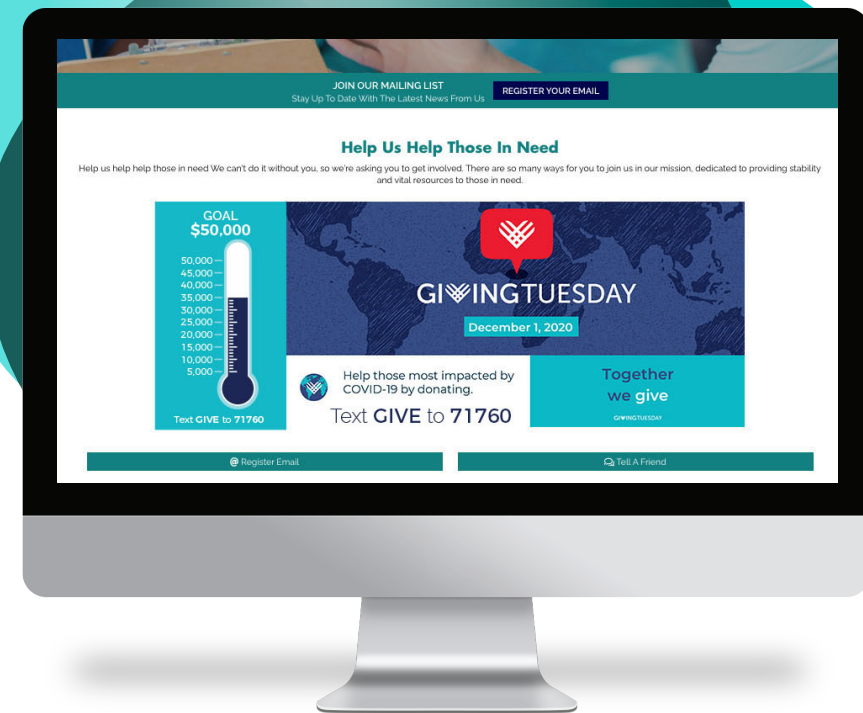 JOIN OUR MAILING LIST
Stay Up To Date With The Latest News From Us
REGISTER YOUR EMAIL
Help Us Help Those In Need
Help us help help those in need We can't do it without you, so we're asking you to get involved. There are so many ways for you to join us in our mission, dedicated to providing stability
and vital resources to those in need.
GOAL
$50,000
50,000
45,000
40,000
35,000
30,000
25,000
20,000
15,000
10,000
5,000
Text GIVE to 71760
GIVINGTUESDAY
December 1, 2020
Help those most impacted by
COVID-19 by donating.
Text GIVE to 71760
Together
we give
GIVINGTUESDAY
@ Register Email
Tell A Friend